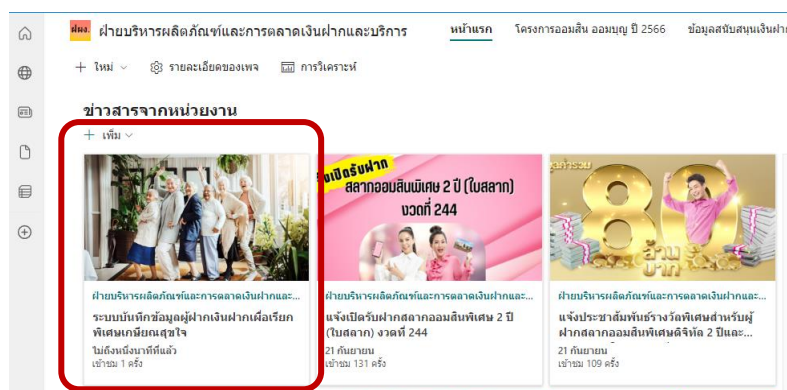 ฝผง. ฝ่ายบริหารผลิตภัณฑ์และการตลาดเงินฝากและบริการ หน้าแรก โครงการออมสิน ออมบุญ ปี 2566 ข้อมูลสนับสนุนเงินฝาก
+ ใหม่ รายละเอียดของเพจ การวิเคราะห์
ข่าวสารจากหน่วยงาน
+ เพิ่ม
ฝ่ายบริหารผลิตภัณฑ์และการตลาดเงินฝากและ...
ระบบบันทึกข้อมูลผู้ฝากเงินฝากเผื่อเรียก
พิเศษเกษียณสุขใจ
ไม่ถึงหนึ่งนาทีที่แล้ว
เข้าชม 1 ครั้ง
เปิดรับฝาก
สลากออมสินพิเศษ 2 ปี (ใบสลาก)
งวดที่ 244
ฝ่ายบริหารผลิตภัณฑ์และการตลาดเงินฝากและ...
แจ้งเปิดรับฝากสลากออมสินพิเศษ 2 ปี
(ใบสลาก) งวดที่ 244
21 กันยายน
เข้าชม 131 ครั้ง
มูลค่ารวม
80
ล้าน
บาท
ฝ่ายบริหารผลิตภัณฑ์และการตลาดเงินฝากและ...
แจ้งประชาสัมพันธ์รางวัลพิเศษสำหรับผู้
ฝากสลากออมสินพิเศษดิจิทัล 2 ปีและ...
21 กันยายน
เข้าชม 109 ครั้ง